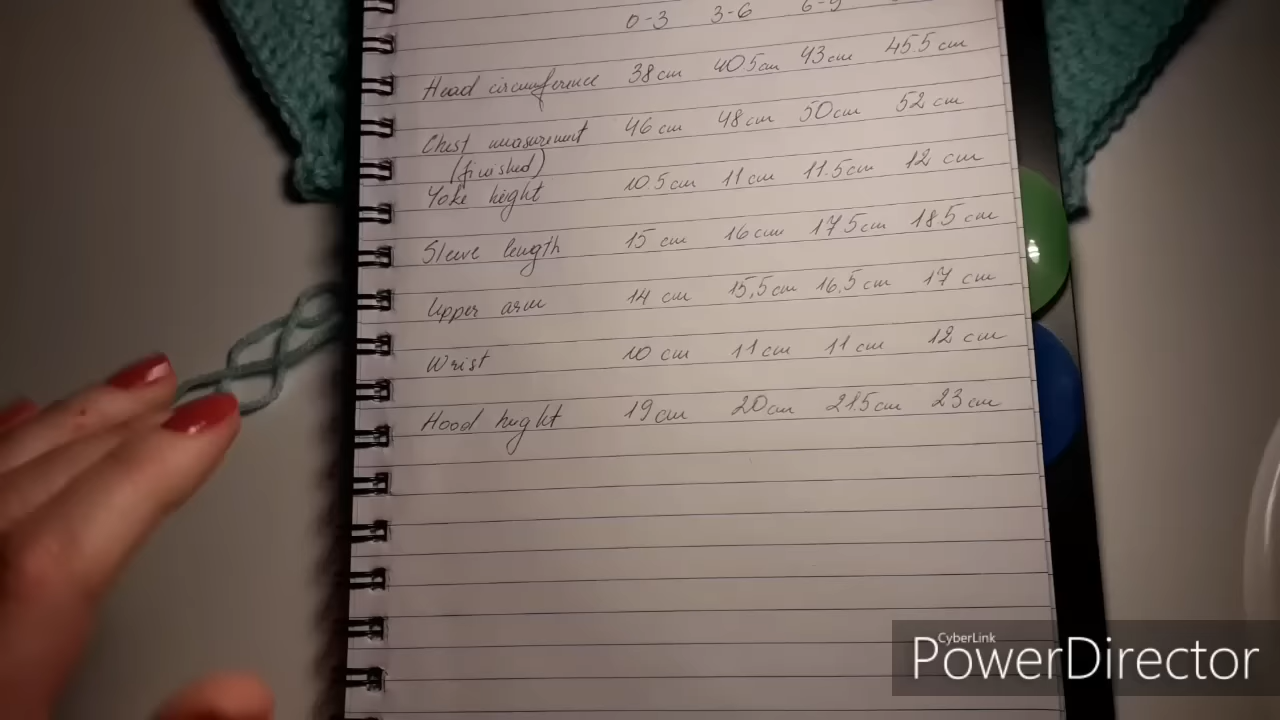 0-3 3-6 6-9
Head circumference 38 cm 40.5cm 43 cm 45.5 cm
Chest measurement 46 cm 48 cm 50 cm 52 cm
(finished)
Yoke height 10.5 cm 11 cm 11.5cm 12 cm
Sleeve length 15 cm 16 cm 17.5 cm 18.5 cm
Upper arm 14 cm 15,5 cm 16,5 cm 17 cm
Wrist 10 cm 11 cm 11 cm 12 cm
Hood height 19 cm 20 cm 21.5 cm 23 cm
CyberLink
PowerDirector